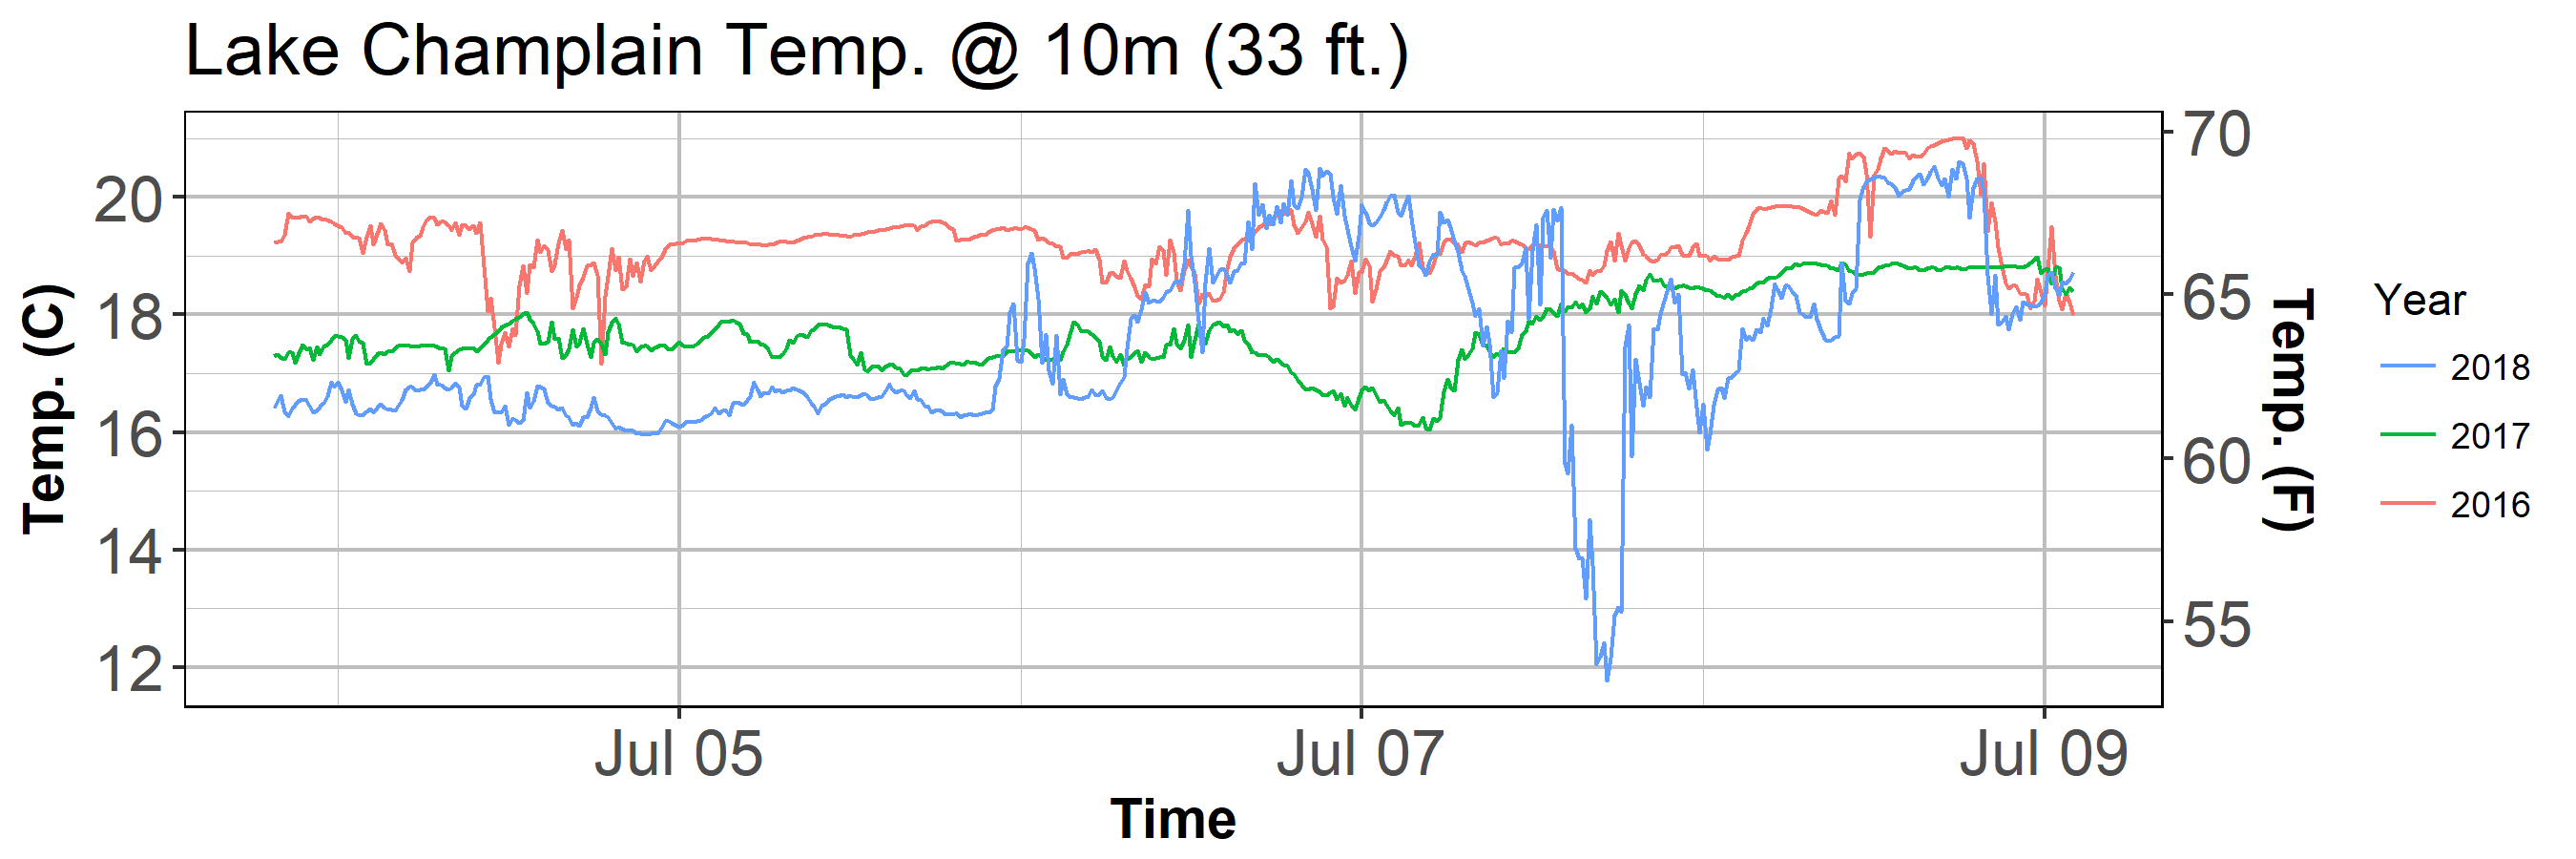 Lake Champlain Temp. @ 10m (33 ft.)
Temp. (C)
20
18
16
14
12
70
65
60
55
Temp. (F)
Jul 05
Jul 07
Jul 09
Time
Year
2018
2017
2016